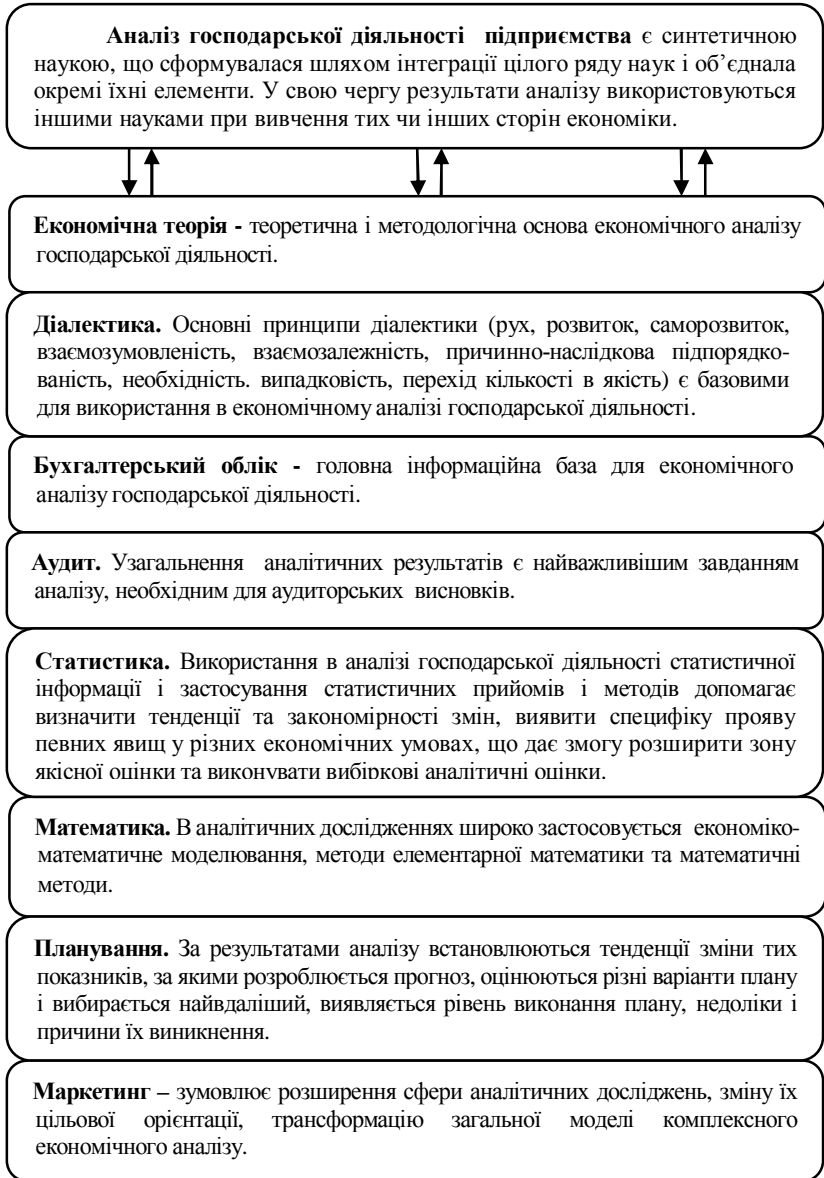 Аналіз господарської діяльності підприємства є синтетичною
наукою, що сформувалася шляхом інтеграції цілого ряду наук і об’єднала
окремі їхні елементи. У свою чергу результати аналізу використовуються
іншими науками при вивчення тих чи інших сторін економіки.
Економічна теорія - теоретична і методологічна основа економічного аналізу
господарської діяльності.
Діалектика. Основні принципи діалектики (рух, розвиток, саморозвиток,
взаємозумовленість, взаємозалежність, причинно-наслідкова підпорядко-
ваність, необхідність. випадковість, перехід кількості в якість) є базовими
для використання в економічному аналізі господарської діяльності.
Бухгалтерський облік - головна інформаційна база для економічного
аналізу господарської діяльності.
Аудит. Узагальнення аналітичних результатів є найважливішим завданням
аналізу, необхідним для аудиторських висновків.
Статистика. Використання в аналізі господарської діяльності статистичної
інформації і застосування статистичних прийомів і методів допомагає
визначити тенденції та закономірності змін, виявити специфіку прояву
певних явищ у різних економічних умовах, що дає змогу розширити зону
якісної оцінки та виконувати вибіркові аналітичні оцінки.
Математика. В аналітичних дослідженнях широко застосовується економіко-
математичне моделювання, методи елементарної математики та математичні
методи.
Планування. За результатами аналізу встановлюються тенденції зміни тих
показників, за якими розроблюється прогноз, оцінюються різні варіанти плану
і вибирається найвдаліший, виявляється рівень виконання плану, недоліки і
причини їх виникнення.
Маркетинг – зумовлює розширення сфери аналітичних досліджень, зміну їх
цільової орієнтації, трансформацію загальної моделі комплексного
економічного аналізу.